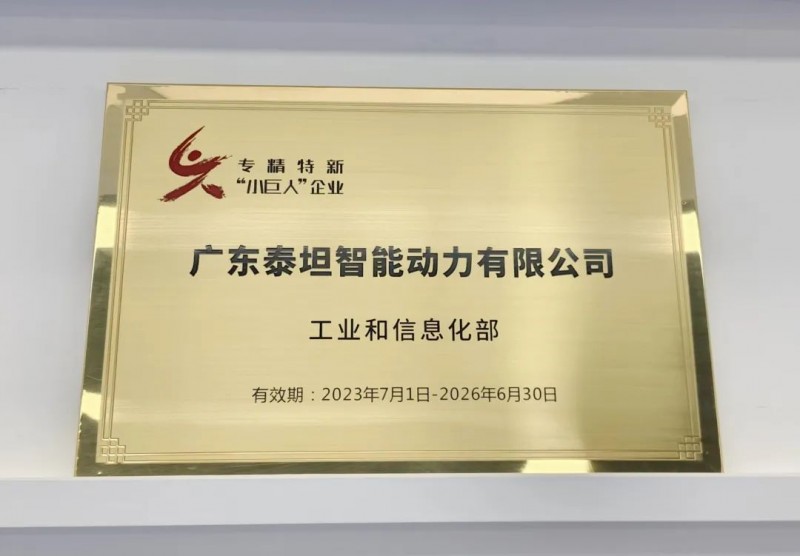 专精特新
“小巨人”企业
广东泰坦智能动力有限公司
工业和信息化部
有效期：2023年7月1日-2026年6月30日